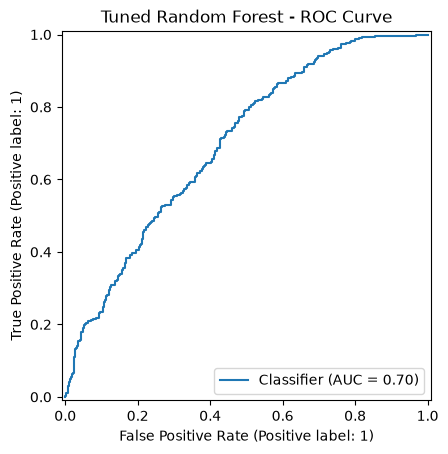 Tuned Random Forest - ROC Curve
1.0
0.8
0.6
0.4
0.2
0.0
True Positive Rate (Positive label: 1)
Classifier (AUC = 0.70)
0.0 0.2 0.4 0.6 0.8 1.0
False Positive Rate (Positive label: 1)